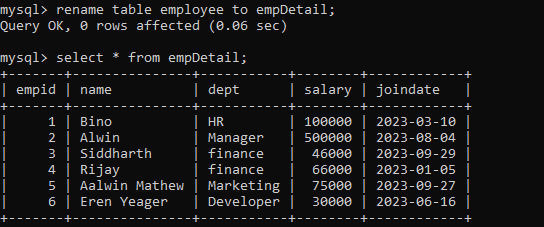 mysql> rename table employee to empDetail;
Query OK, 0 rows affected (0.06 sec)
mysql> select * from empDetail;
+-------+--------------+-----------+--------+------------+
| empid | name         | dept      | salary | joindate   |
+-------+--------------+-----------+--------+------------+
|     1 | Bino         | HR        | 100000 | 2023-03-10 |
|     2 | Alwin        | Manager   | 500000 | 2023-08-04 |
|     3 | Siddharth    | finance   |  46000 | 2023-09-29 |
|     4 | Rijay        | finance   |  66000 | 2023-01-05 |
|     5 | Aalwin Mathew | Marketing |  75000 | 2023-09-27 |
|     6 | Eren Yeager  | Developer |  30000 | 2023-06-16 |
+-------+--------------+-----------+--------+------------+